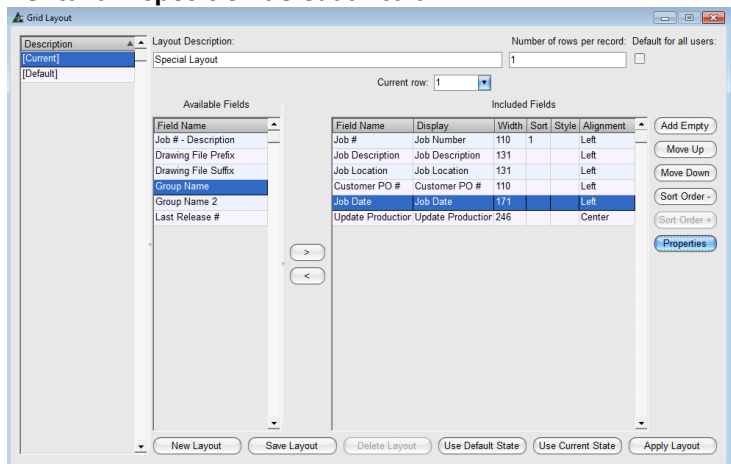 Grid Layout
Description
[Current]
[Default]
Layout Description:
Number of rows per record:
Default for all users:
Special Layout
1
Current row:
1
Available Fields
Included Fields
Field Name
Job # - Description
Drawing File Prefix
Drawing File Suffix
Group Name
Group Name 2
Last Release #
>
<
Field Name Display Width Sort Style Alignment
Job # Job Number 110 1 Left
Job Description Job Description 131 Left
Job Location Job Location 131 Left
Customer PO # Customer PO # 110 Left
Job Date Job Date 171 Left
Update Production Update Production 246 Center
Add Empty
Move Up
Move Down
Sort Order -
Sort Order +
Properties
New Layout
Save Layout
Delete Layout
Use Default State
Use Current State
Apply Layout